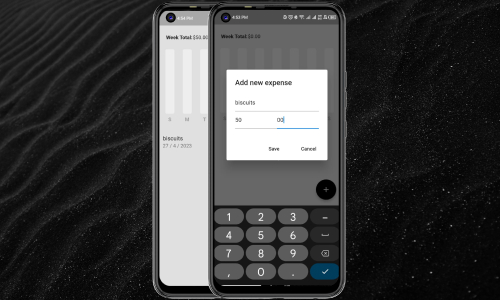 4:54 PM
Week Total: $50.00
S M T
biscuits
27 / 4 / 2023
4:53 PM
Week Total: $0.00
Add new expense
biscuits
50 00
Save Cancel
+
1 2 3 -
4 5 6
7 8 9
, 0 .